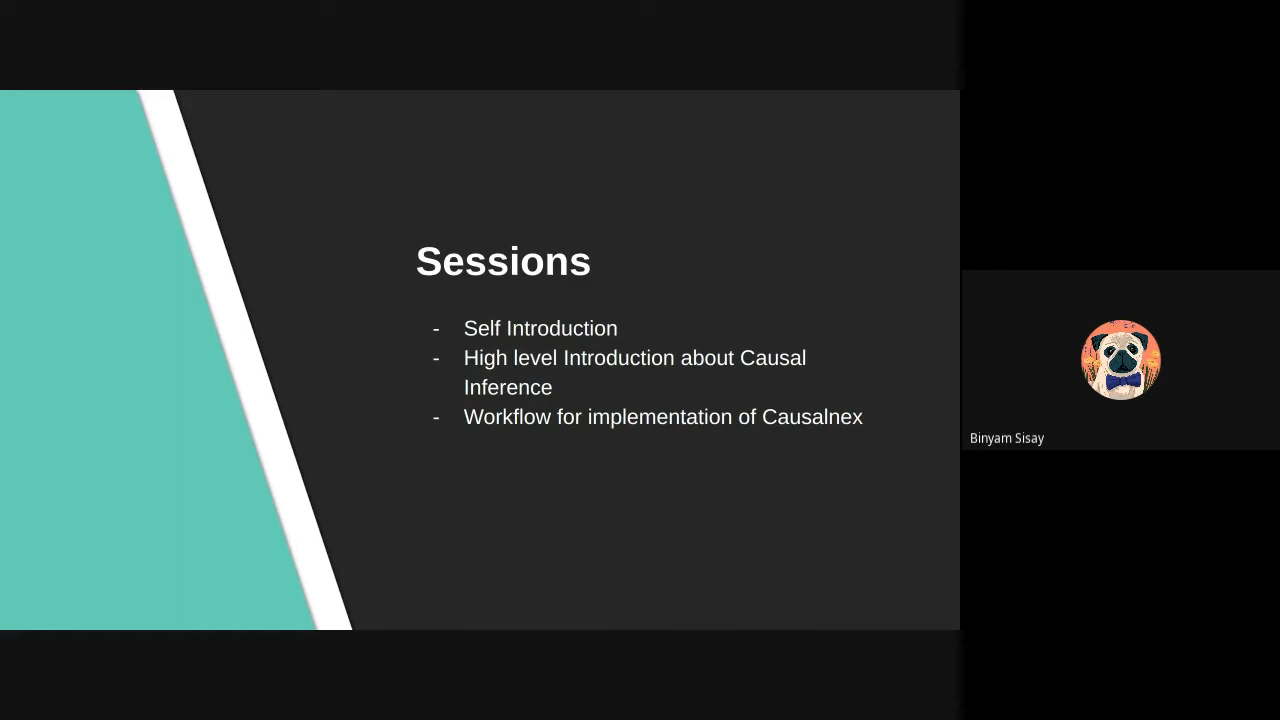 Sessions
- Self Introduction
- High level Introduction about Causal
Inference
- Workflow for implementation of Causalnex
Binyam Sisay